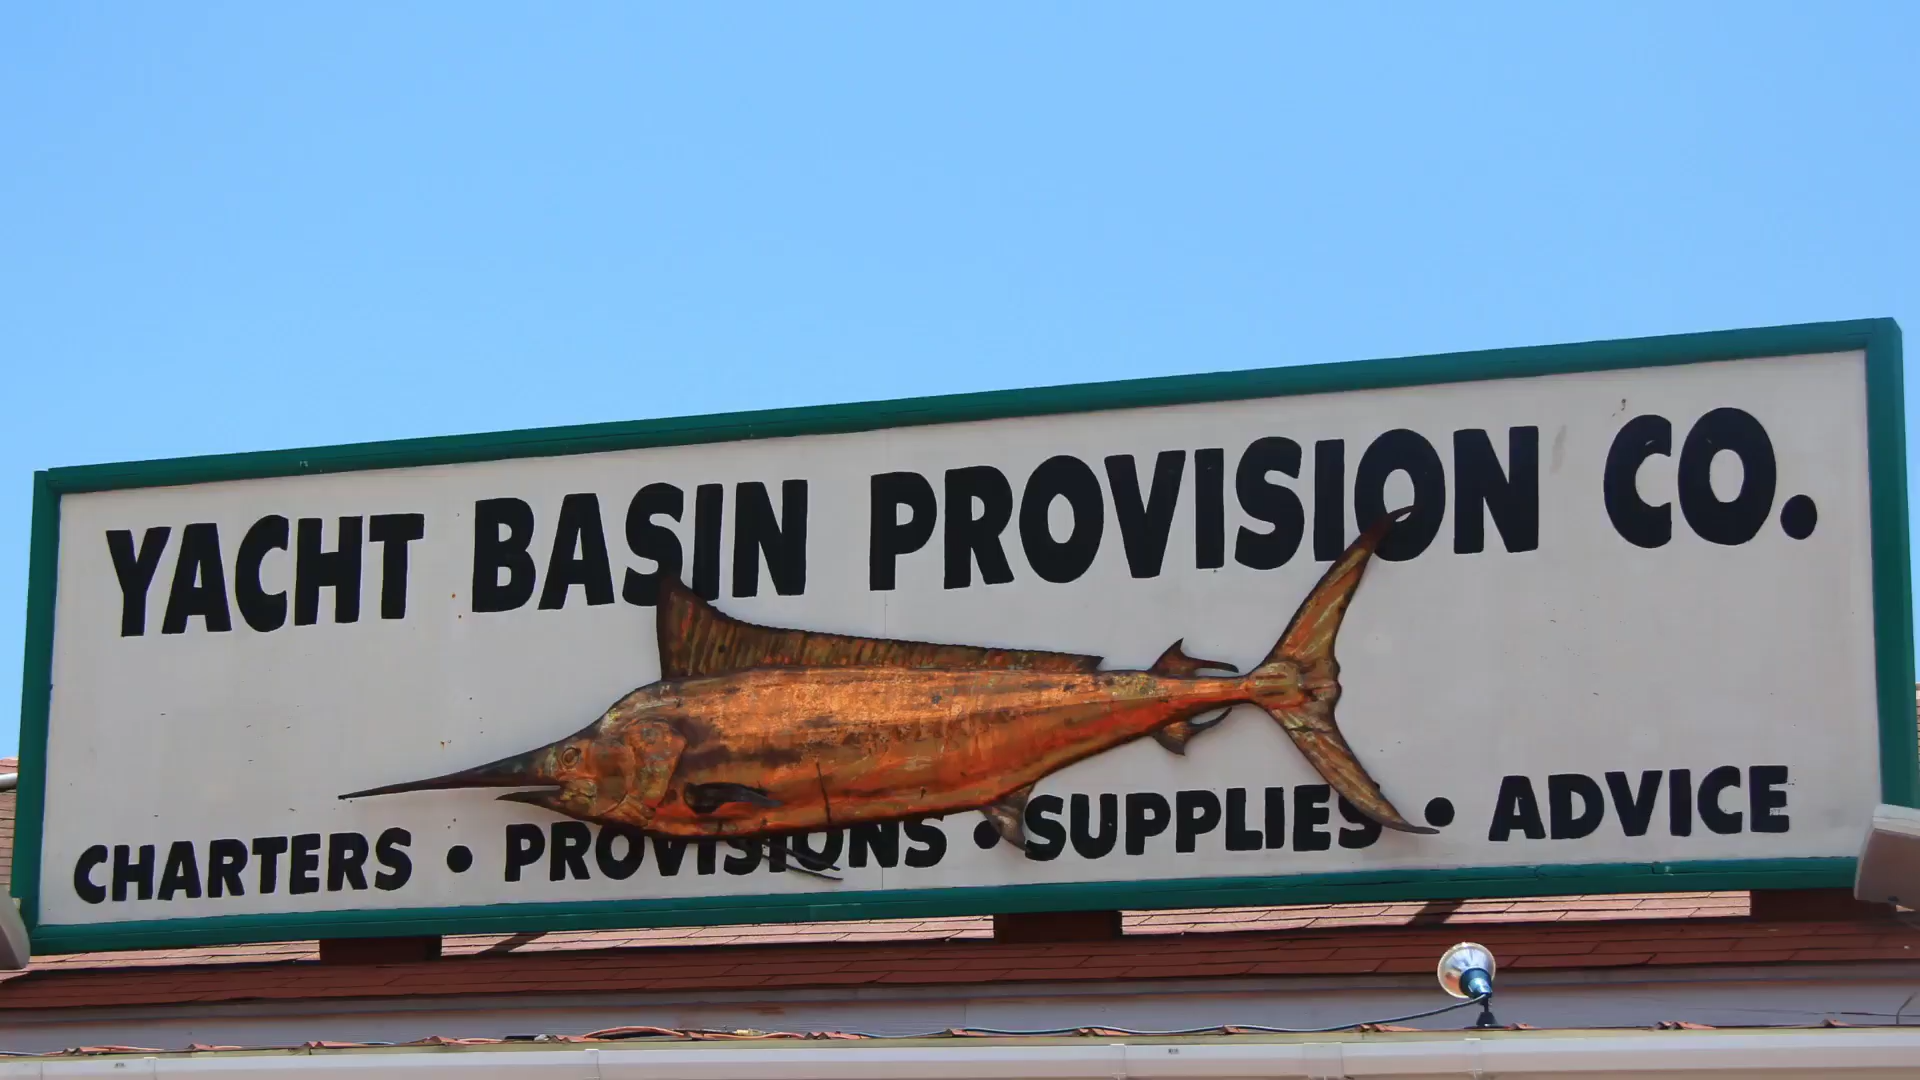 YACHT BASIN PROVISION CO.
CHARTERS • PROVISIONS • SUPPLIES • ADVICE